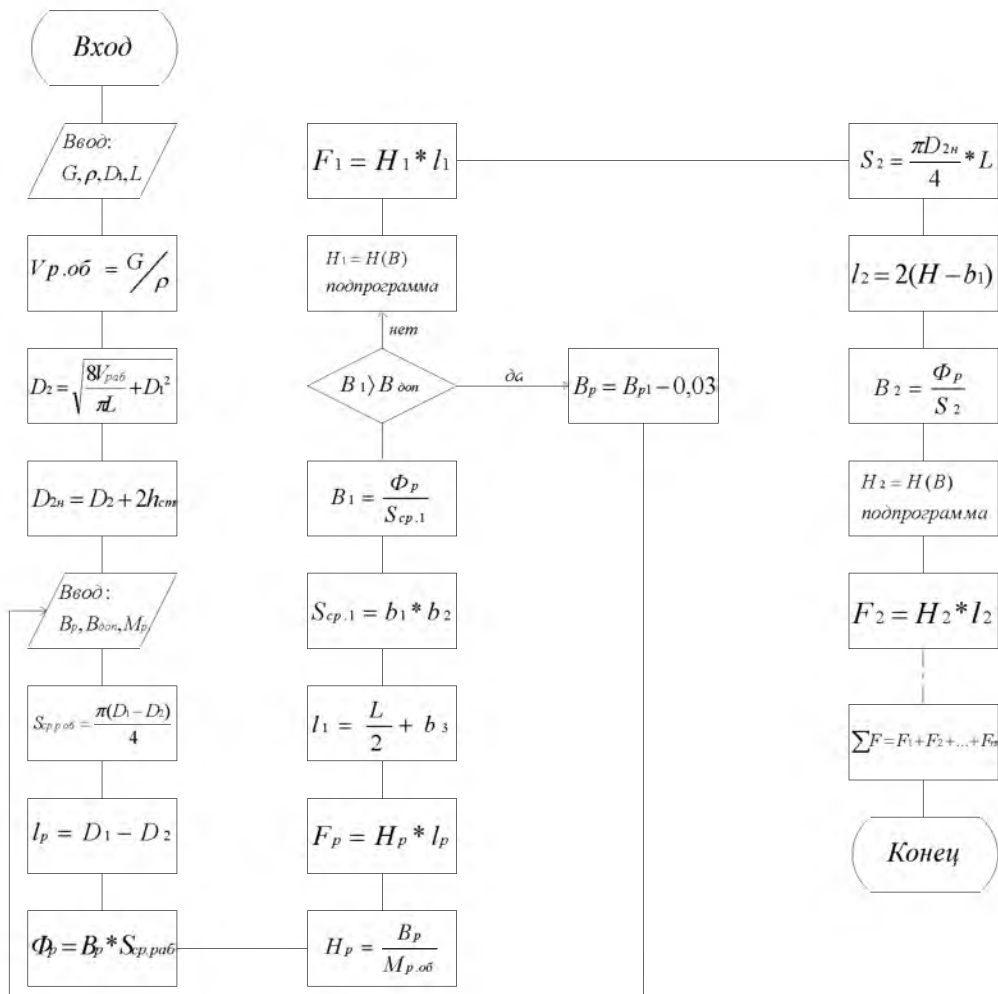 Вход
Ввод:
G, ρ, D₁, L
Vр.об = G/ρ
D₂ = √(8Vраб/πL + D₁²)
D₂ₙ = D₂ + 2hст
Ввод:
Bр, Bдоп, Mр
Sср.р.об = π(D₁ − D₂)/4
lр = D₁ − D₂
Φр = Bр * Sср.раб
F₁ = H₁ * l₁
H₁ = H(B)
подпрограмма
нет
B₁⟩Bдоп
да
Bр = Bр1 − 0,03
B₁ = Φр/Sср.1
Sср.1 = b₁ * b₂
l₁ = L/2 + b₃
Fр = Hр * lр
Hр = Bр/Mр.об
S₂ = πD₂ₙ/4 * L
l₂ = 2(H − b₁)
B₂ = Φр/S₂
H₂ = H(B)
подпрограмма
F₂ = H₂ * l₂
∑F = F₁ + F₂ + ... + Fₙ
Конец